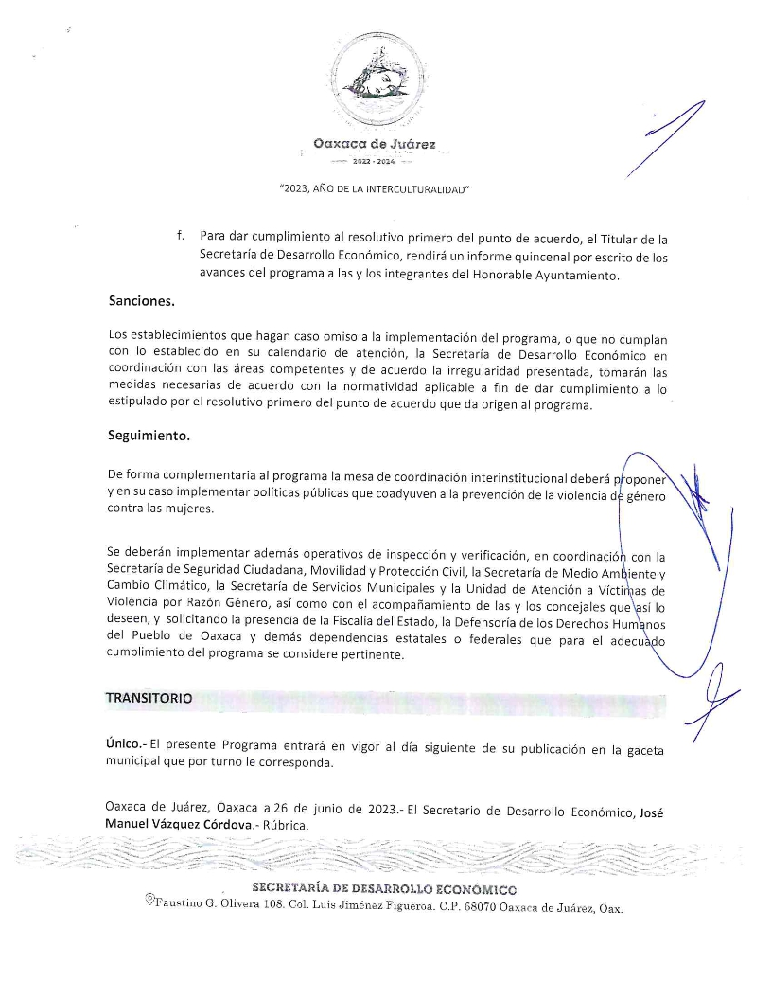 Oaxaca de Juárez
2022 - 2024
"2023, AÑO DE LA INTERCULTURALIDAD"
f. Para dar cumplimiento al resolutivo primero del punto de acuerdo, el Titular de la
Secretaría de Desarrollo Económico, rendirá un informe quincenal por escrito de los
avances del programa a las y los integrantes del Honorable Ayuntamiento.
Sanciones.
Los establecimientos que hagan caso omiso a la implementación del programa, o que no cumplan
con lo establecido en su calendario de atención, la Secretaría de Desarrollo Económico en
coordinación con las áreas competentes y de acuerdo la irregularidad presentada, tomarán las
medidas necesarias de acuerdo con la normatividad aplicable a fin de dar cumplimiento a lo
estipulado por el resolutivo primero del punto de acuerdo que da origen al programa.
Seguimiento.
De forma complementaria al programa la mesa de coordinación interinstitucional deberá proponer
y en su caso implementar políticas públicas que coadyuven a la prevención de la violencia de género
contra las mujeres.
Se deberán implementar además operativos de inspección y verificación, en coordinación con la
Secretaría de Seguridad Ciudadana, Movilidad y Protección Civil, la Secretaría de Medio Ambiente y
Cambio Climático, la Secretaría de Servicios Municipales y la Unidad de Atención a Víctimas de
Violencia por Razón Género, así como con el acompañamiento de las y los concejales que así lo
deseen, y solicitando la presencia de la Fiscalía del Estado, la Defensoría de los Derechos Humanos
del Pueblo de Oaxaca y demás dependencias estatales o federales que para el adecuado
cumplimiento del programa se considere pertinente.
TRANSITORIO
Único.- El presente Programa entrará en vigor al día siguiente de su publicación en la gaceta
municipal que por turno le corresponda.
Oaxaca de Juárez, Oaxaca a 26 de junio de 2023.- El Secretario de Desarrollo Económico, José
Manuel Vázquez Córdova.- Rúbrica.
SECRETARÍA DE DESARROLLO ECONÓMICO
Faustino G. Olivera 108. Col. Luis Jiménez Figueroa. C.P. 68070 Oaxaca de Juárez, Oax.